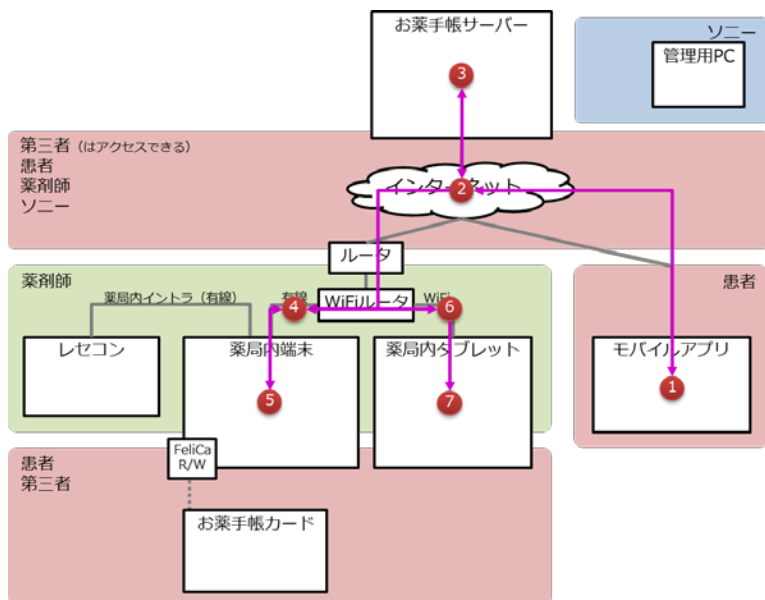 お薬手帳サーバー
3
ソニー
管理用PC
第三者（はアクセスできる）
患者
薬剤師
ソニー
インターネット
2
ルータ
薬剤師
薬局内イントラ（有線）
有線
WiFiルータ
WiFi
4
6
患者
レセコン
薬局内端末
薬局内タブレット
モバイルアプリ
5
7
1
FeliCa
R/W
患者
第三者
お薬手帳カード